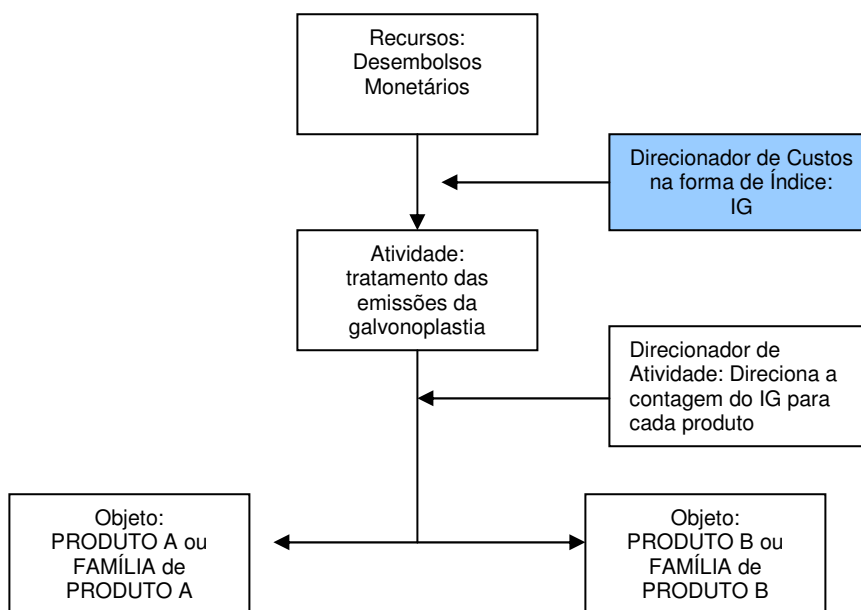 Recursos:
Desembolsos
Monetários
Direcionador de Custos
na forma de Índice:
IG
Atividade:
tratamento das
emissões da
galvonoplastia
Direcionador de
Atividade: Direciona a
contagem do IG para
cada produto
Objeto:
PRODUTO A ou
FAMÍLIA de
PRODUTO A
Objeto:
PRODUTO B ou
FAMÍLIA de
PRODUTO B